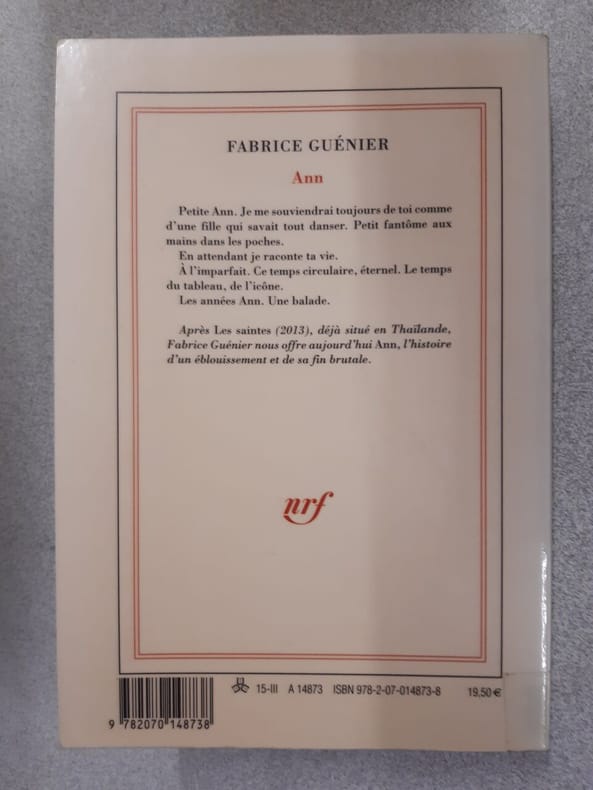 FABRICE GUÉNIER
Ann
Petite Ann. Je me souviendrai toujours de toi comme
d'une fille qui savait tout danser. Petit fantôme aux
mains dans les poches.
En attendant je raconte ta vie.
À l'imparfait. Ce temps circulaire, éternel. Le temps
du tableau, de l'icône.
Les années Ann. Une balade.
Après Les saintes (2013), déjà situé en Thaïlande,
Fabrice Guénier nous offre aujourd'hui Ann, l'histoire
d'un éblouissement et de sa fin brutale.
nrf
15-III A 14873 ISBN 978-2-07-014873-8 19,50 €
9 782070 148738